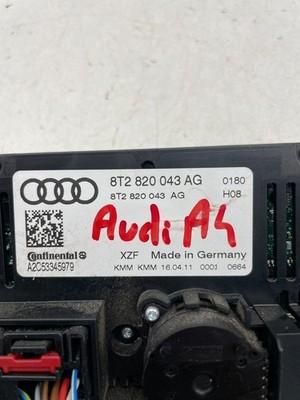 8T2 820 043 AG 0180
8T2 820 043 AG H08
Audi A4
Continental
A2C53345979
XZF Made in Germany
KMM KMM 16.04.11 0001 0664